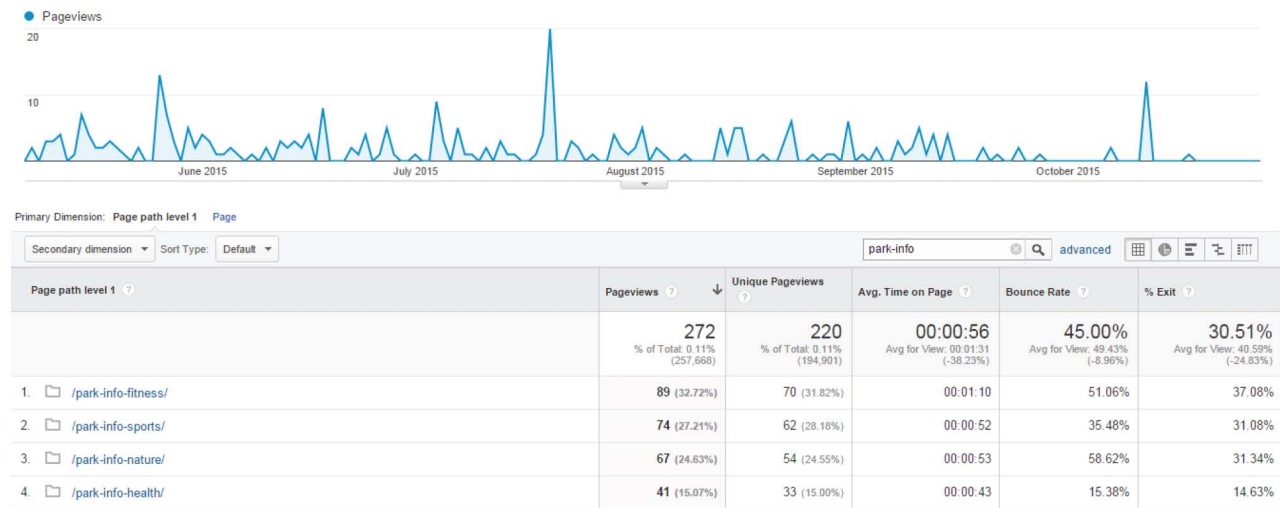 Pageviews
20
10
June 2015 July 2015 August 2015 September 2015 October 2015
Primary Dimension: Page path level 1 Page
Secondary dimension Sort Type: Default park-info advanced
Page path level 1 ? Pageviews ? Unique Pageviews ? Avg. Time on Page ? Bounce Rate ? % Exit ?
272 220 00:00:56 45.00% 30.51%
% of Total: 0.11% % of Total: 0.11% Avg for View: 00:01:31 Avg for View: 49.43% Avg for View: 40.59%
(257,668) (194,901) (-38.23%) (-8.96%) (-24.83%)
1. /park-info-fitness/ 89 (32.72%) 70 (31.82%) 00:01:10 51.06% 37.08%
2. /park-info-sports/ 74 (27.21%) 62 (28.18%) 00:00:52 35.48% 31.08%
3. /park-info-nature/ 67 (24.63%) 54 (24.55%) 00:00:53 58.62% 31.34%
4. /park-info-health/ 41 (15.07%) 33 (15.00%) 00:00:43 15.38% 14.63%